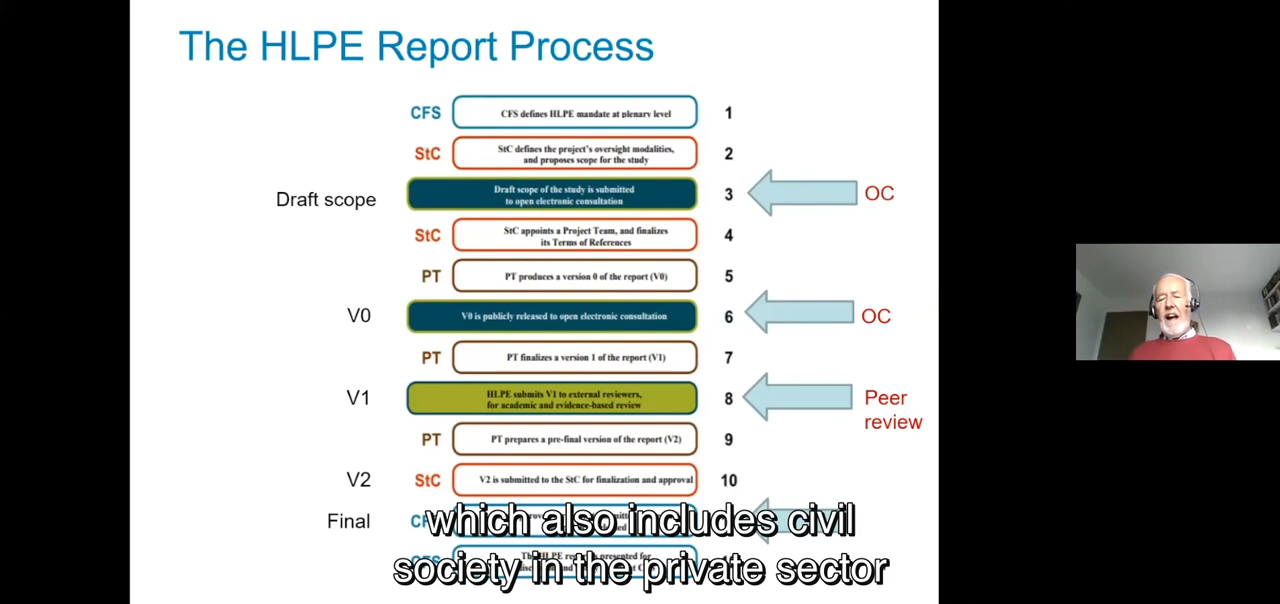 The HLPE Report Process
CFS
CFS defines HLPE mandate at plenary level
1
StC
StC defines the project's oversight modalities,
and proposes scope for the study
2
Draft scope
Draft scope of the study is submitted
to open electronic consultation
3
OC
StC
StC appoints a Project Team, and finalizes
its Terms of References
4
PT
PT produces a version 0 of the report (V0)
5
V0
V0 is publicly released to open electronic consultation
6
OC
PT
PT finalizes a version 1 of the report (V1)
7
V1
HLPE submits V1 to external reviewers,
for academic and evidence-based review
8
Peer
review
PT
PT prepares a pre-final version of the report (V2)
9
V2
StC
V2 is submitted to the StC for finalization and approval
10
Final
which also includes civil
society in the private sector